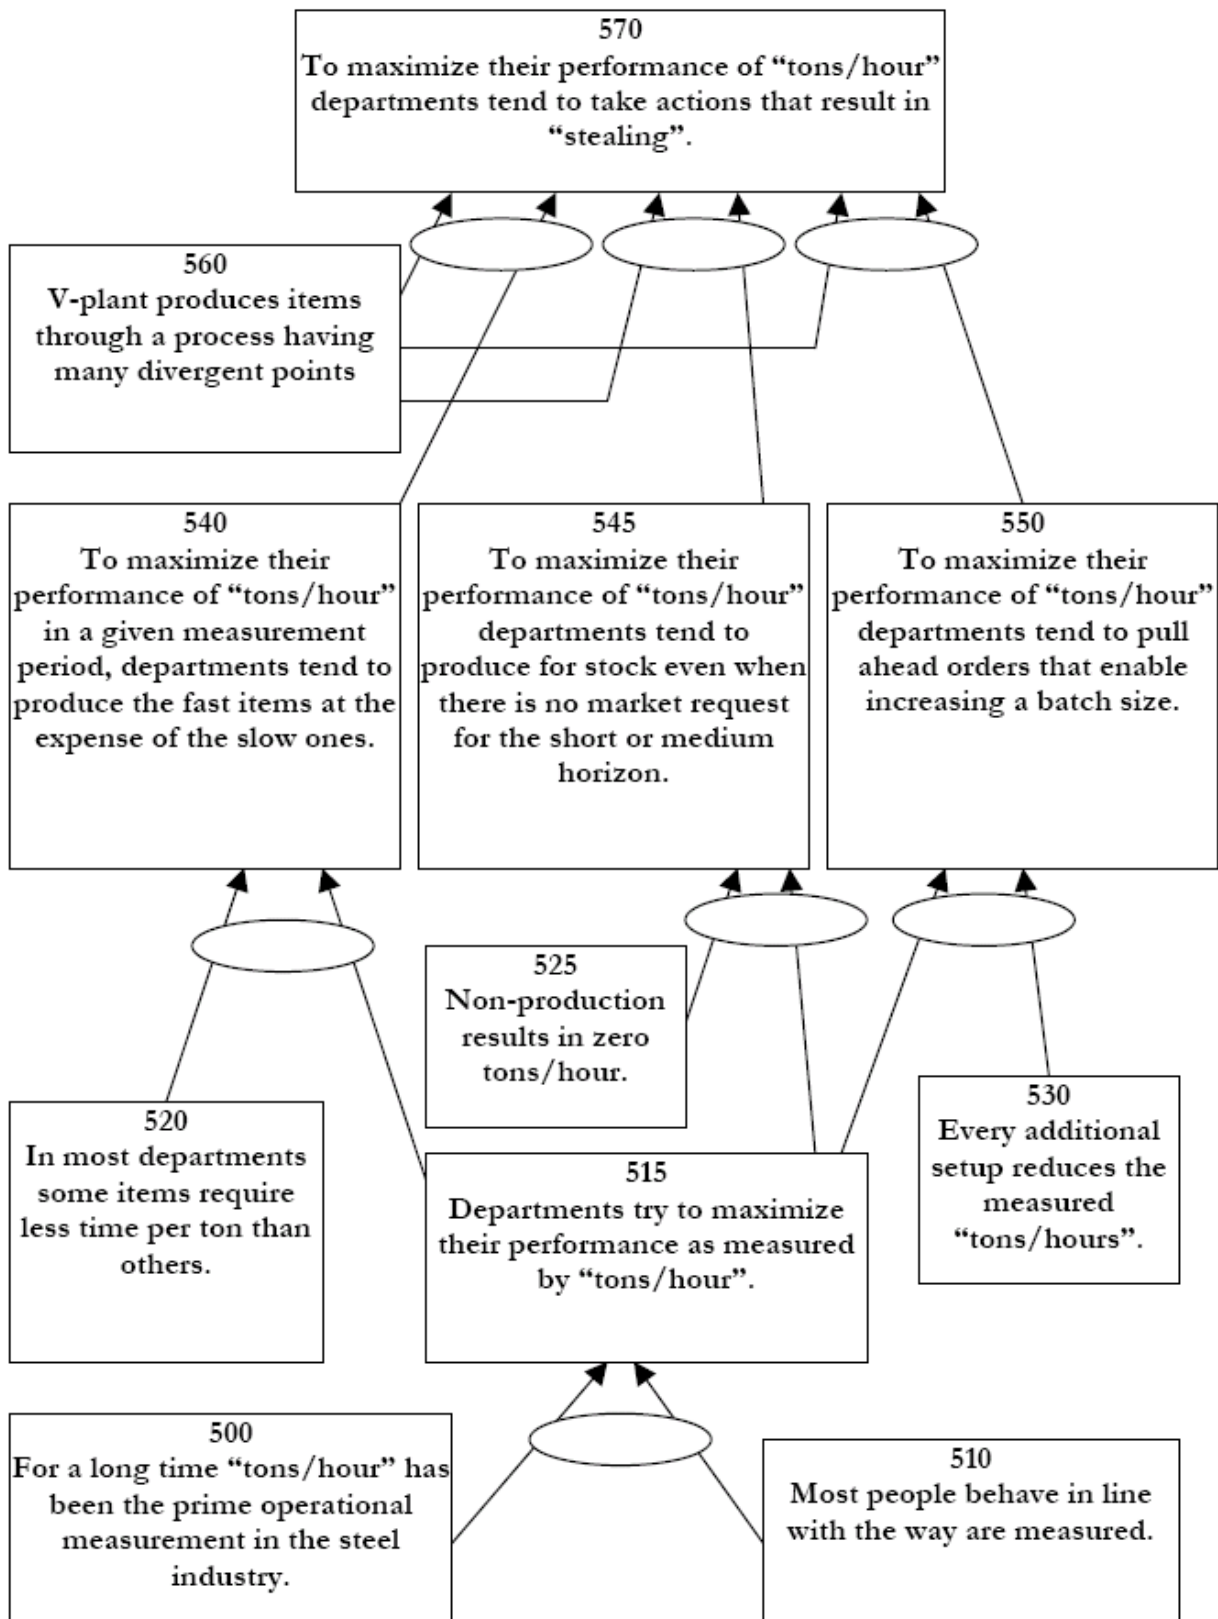 570
To maximize their performance of “tons/hour”
departments tend to take actions that result in
“stealing”.
560
V-plant produces items
through a process having
many divergent points
540
To maximize their
performance of “tons/hour”
in a given measurement
period, departments tend to
produce the fast items at the
expense of the slow ones.
545
To maximize their
performance of “tons/hour”
departments tend to
produce for stock even when
there is no market request
for the short or medium
horizon.
550
To maximize their
performance of “tons/hour”
departments tend to pull
ahead orders that enable
increasing a batch size.
525
Non-production
results in zero
tons/hour.
520
In most departments
some items require
less time per ton than
others.
515
Departments try to maximize
their performance as measured
by “tons/hour”.
530
Every additional
setup reduces the
measured
“tons/hours”.
500
For a long time “tons/hour” has
been the prime operational
measurement in the steel
industry.
510
Most people behave in line
with the way are measured.